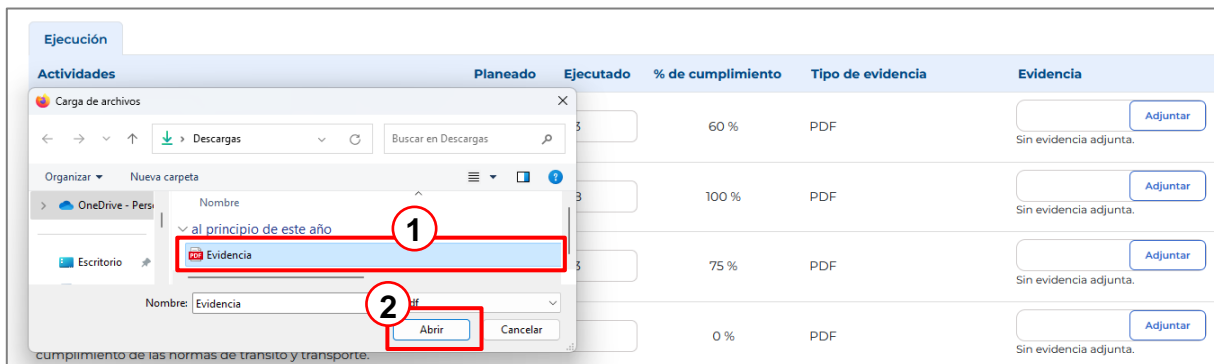 Ejecución
Actividades Planeado Ejecutado % de cumplimiento Tipo de evidencia Evidencia
Carga de archivos
Descargas Buscar en Descargas
Organizar Nueva carpeta
OneDrive - Pers
Nombre
al principio de este año
1
PDF Evidencia
Escritorio
Nombre: Evidencia
2
Abrir Cancelar
60 % PDF Adjuntar
Sin evidencia adjunta.
100 % PDF Adjuntar
Sin evidencia adjunta.
75 % PDF Adjuntar
Sin evidencia adjunta.
0 % PDF Adjuntar
Sin evidencia adjunta.
cumplimiento de las normas de tránsito y transporte.